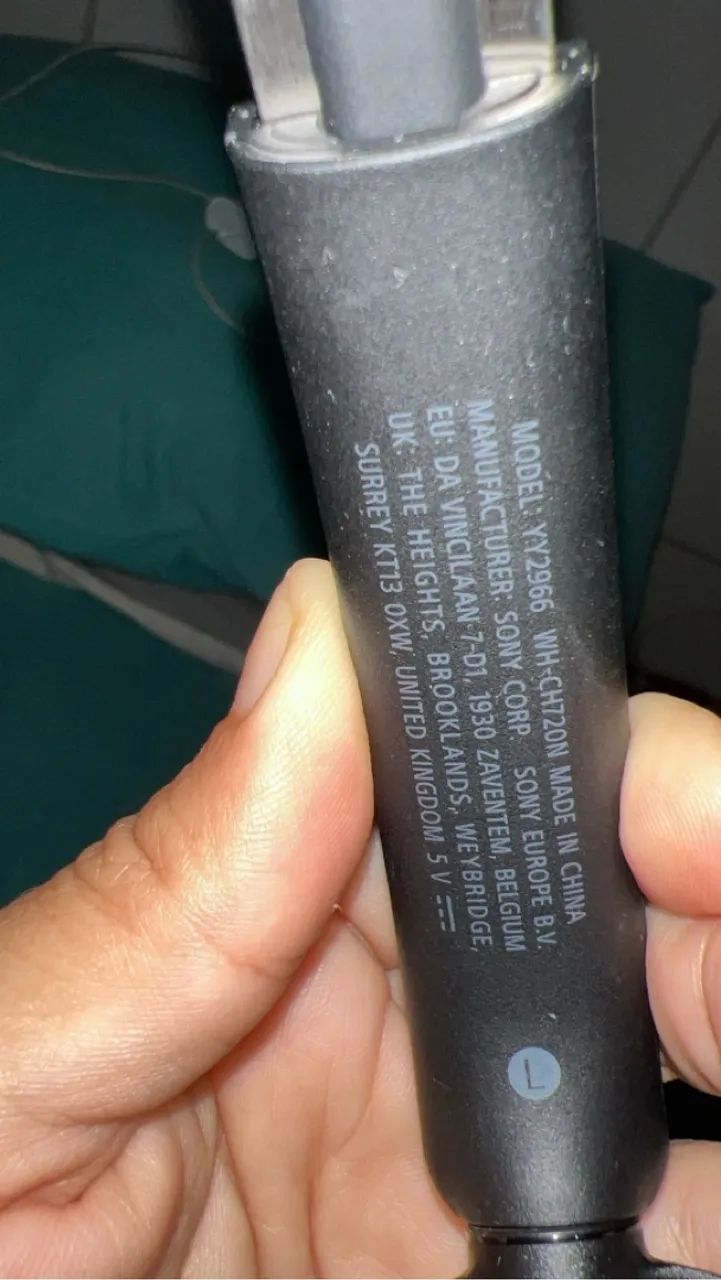 MODEL: YY2966 WH-CH720N MADE IN CHINA
MANUFACTURER: SONY CORP. SONY EUROPE B.V.
EU: DA VINCILAAN 7-D1, 1930 ZAVENTEM, BELGIUM
UK: THE HEIGHTS, BROOKLANDS, WEYBRIDGE,
SURREY KT13 0XW, UNITED KINGDOM 5 V ⎓
L